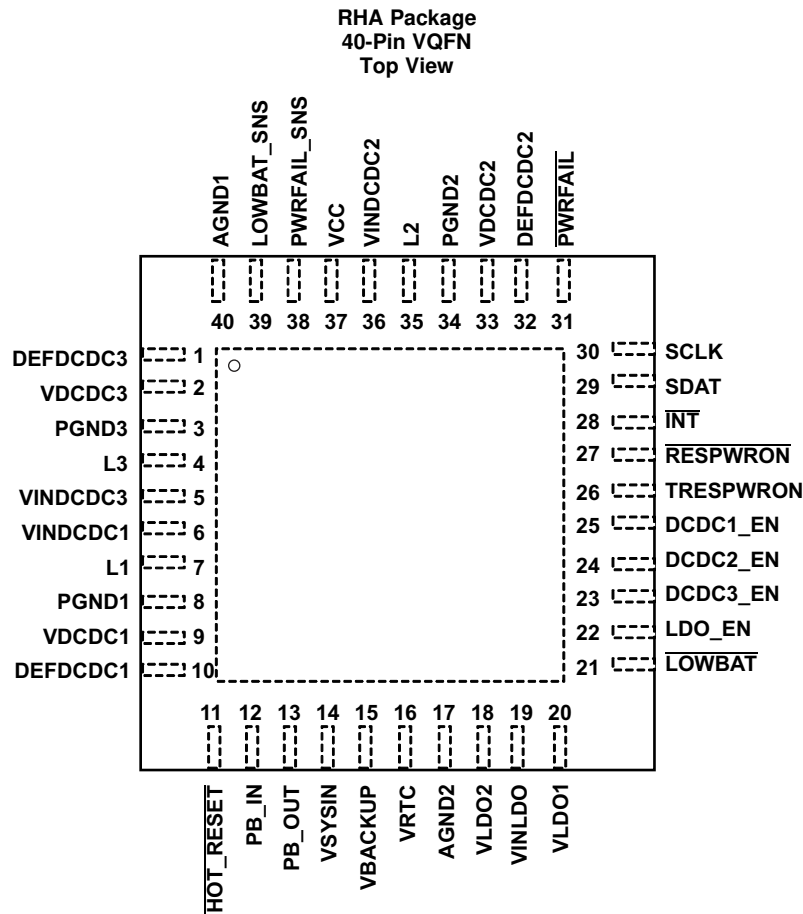 RHA Package
40-Pin VQFN
Top View
AGND1
LOWBAT_SNS
PWRFAIL_SNS
VCC
VINDCDC2
L2
PGND2
VDCDC2
DEFDCDC2
PWRFAIL
40 39 38 37 36 35 34 33 32 31
DEFDCDC3 1
VDCDC3 2
PGND3 3
L3 4
VINDCDC3 5
VINDCDC1 6
L1 7
PGND1 8
VDCDC1 9
DEFDCDC1 10
30 SCLK
29 SDAT
28 INT
27 RESPWRON
26 TRESPWRON
25 DCDC1_EN
24 DCDC2_EN
23 DCDC3_EN
22 LDO_EN
21 LOWBAT
11 12 13 14 15 16 17 18 19 20
HOT_RESET
PB_IN
PB_OUT
VSYSIN
VBACKUP
VRTC
AGND2
VLDO2
VINLDO
VLDO1